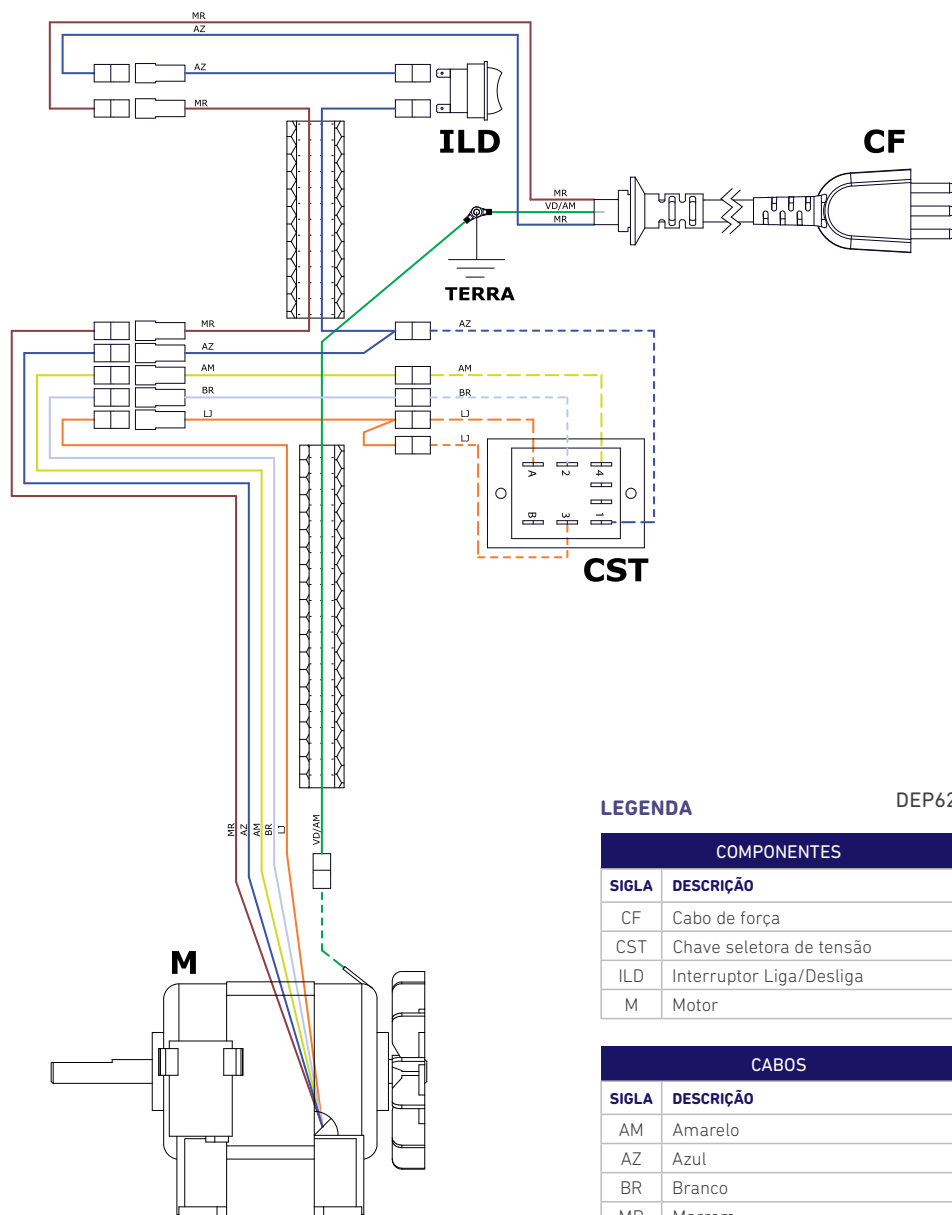 MR
AZ
AZ
MR
ILD
CF
MR
VD/AM
MR
TERRA
MR
AZ
AZ
AM
AM
BR
BR
LJ
LJ
LJ
A
2
4
B
3
1
CST
MR
AZ
AM
BR
LJ
VD/AM
M
LEGENDA
DEP62
COMPONENTES
SIGLA DESCRIÇÃO
CF Cabo de força
CST Chave seletora de tensão
ILD Interruptor Liga/Desliga
M Motor
CABOS
SIGLA DESCRIÇÃO
AM Amarelo
AZ Azul
BR Branco